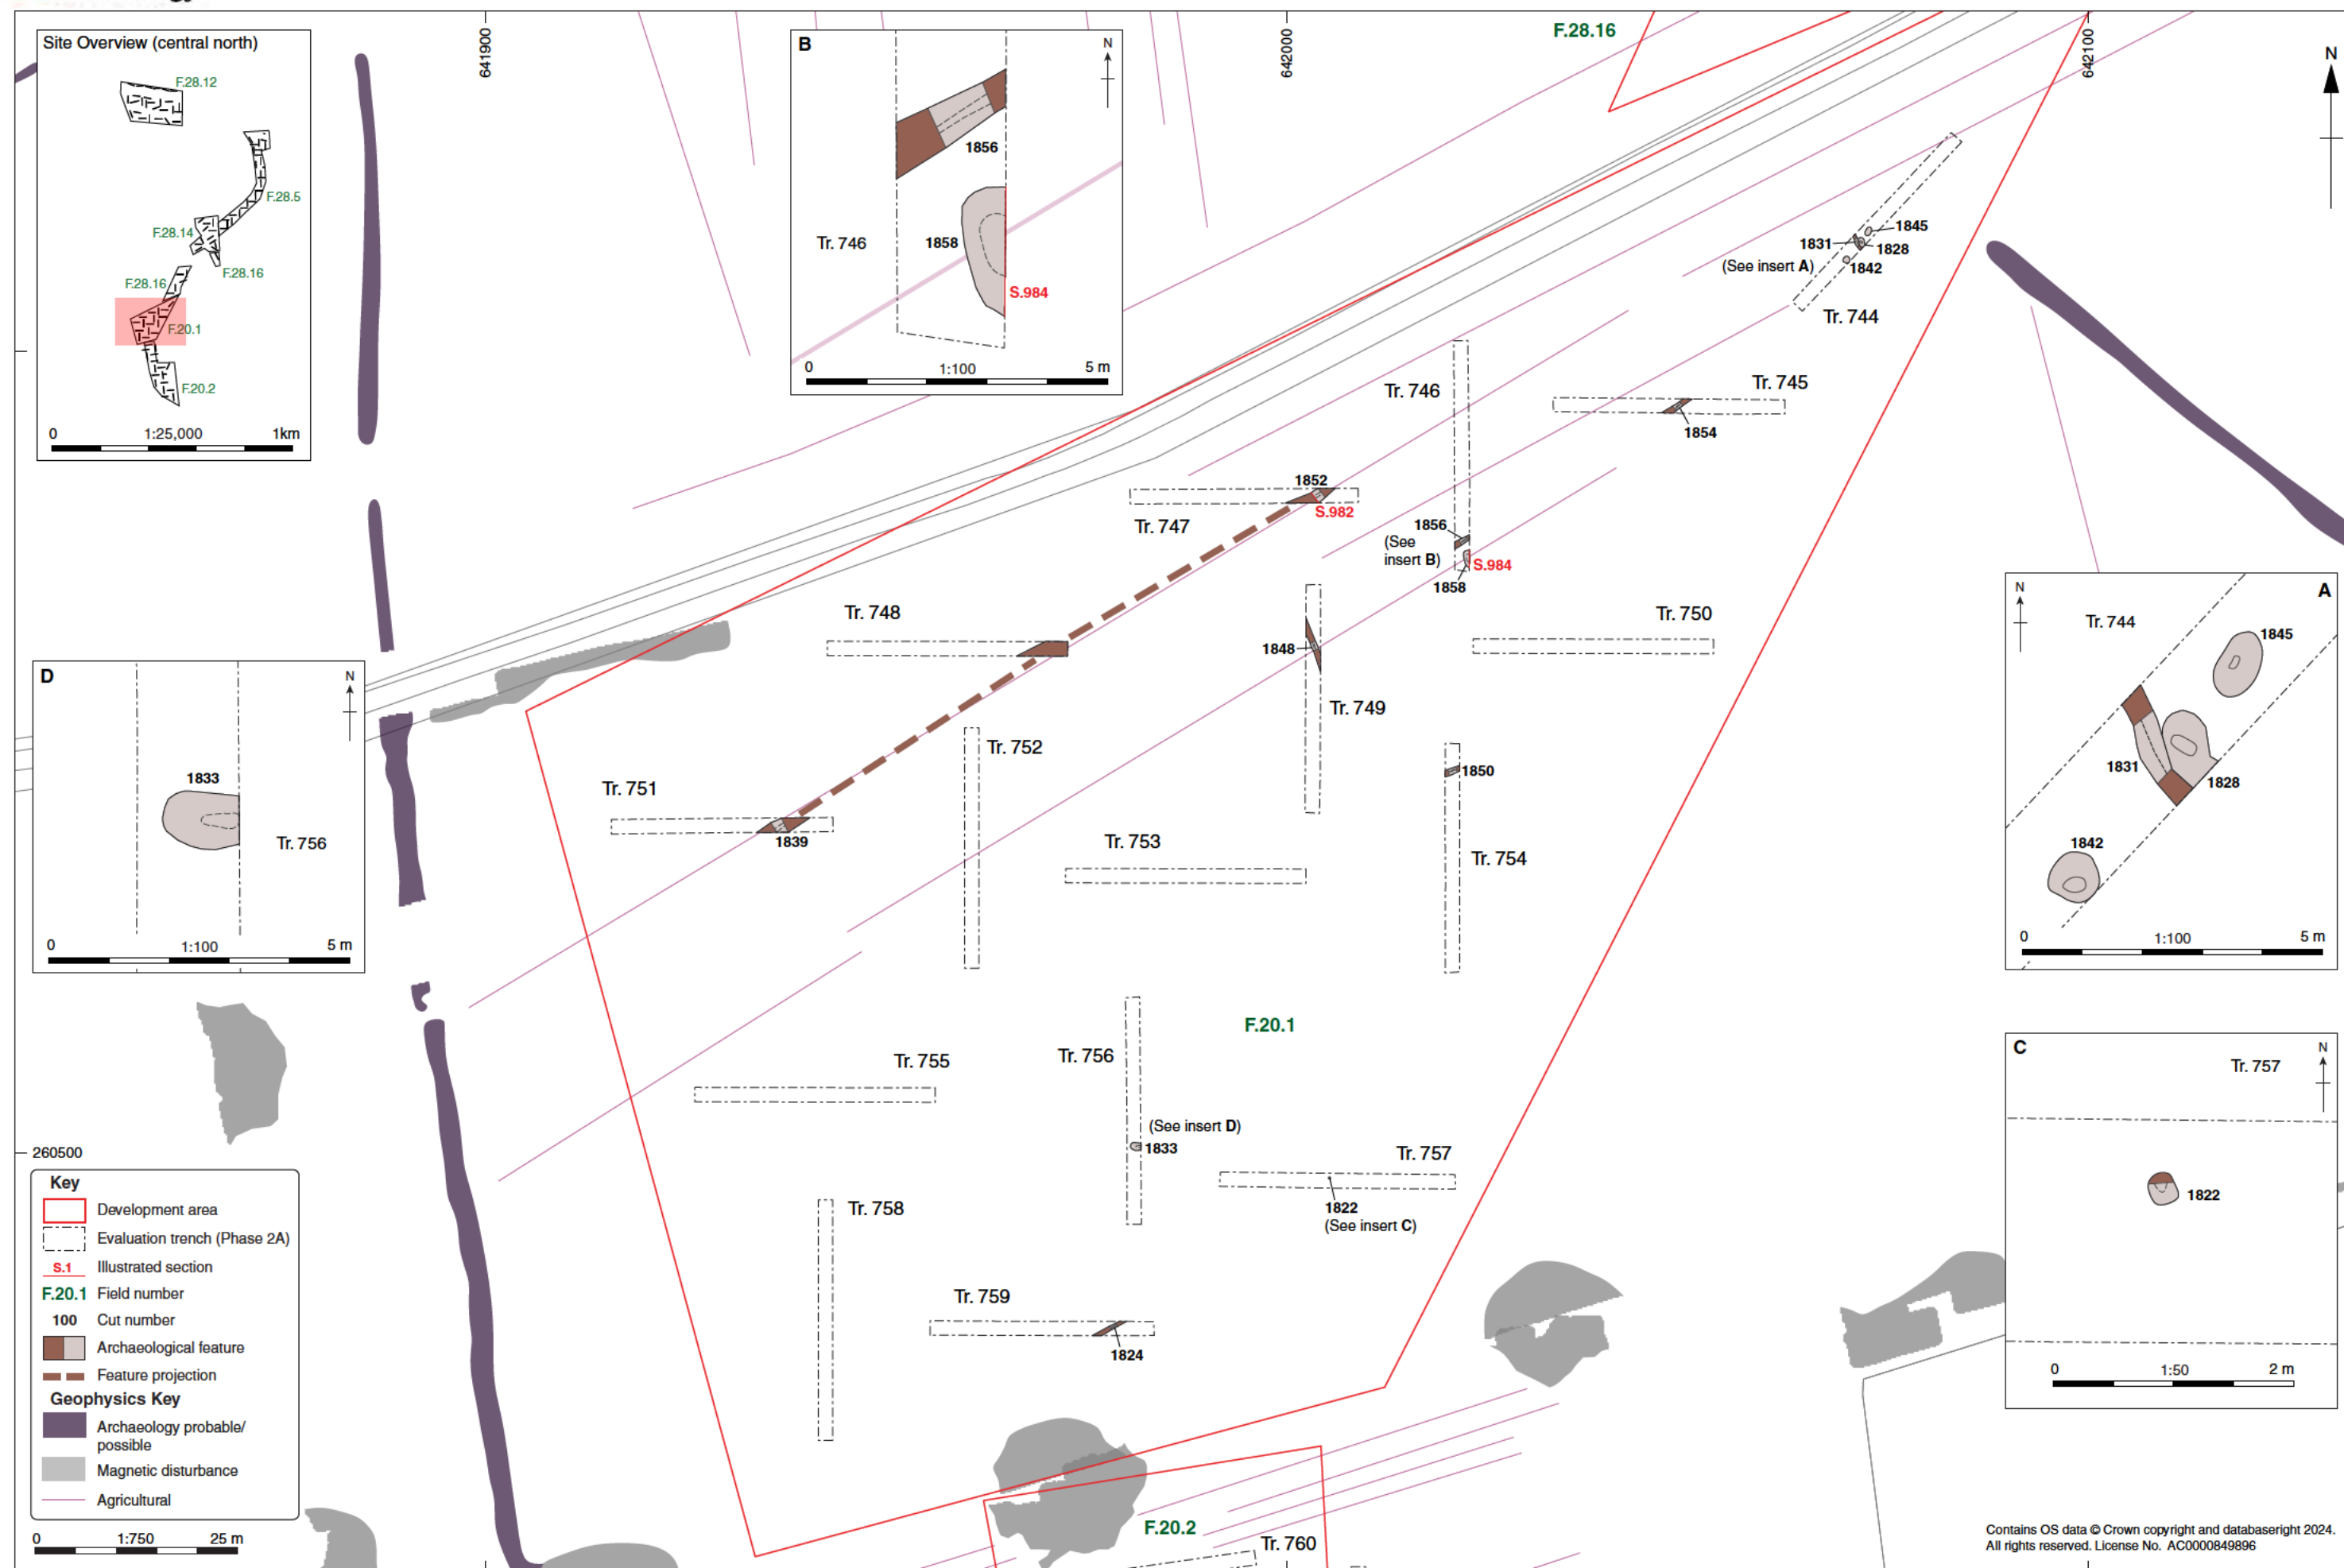 Site Overview (central north)
F.28.12
F.28.5
F.28.14
F.28.16
F.28.16
F.20.1
F.20.2
0 1:25,000 1km
641900
642000
642100
F.28.16
N
B
N
1856
Tr. 746
1858
S.984
0 1:100 5 m
1845
1831
1828
(See insert A)
1842
Tr. 744
Tr. 746
Tr. 745
1854
1852
S.982
Tr. 747
1856
(See
insert B)
S.984
1858
Tr. 748
Tr. 750
1848
Tr. 749
Tr. 752
1850
Tr. 751
1839
Tr. 753
Tr. 754
A
N
Tr. 744
1845
1831
1828
1842
0 1:100 5 m
D
N
1833
Tr. 756
0 1:100 5 m
F.20.1
Tr. 755
Tr. 756
(See insert D)
1833
Tr. 757
1822
(See insert C)
Tr. 758
Tr. 759
1824
C
N
Tr. 757
1822
0 1:50 2 m
260500
Key
Development area
Evaluation trench (Phase 2A)
S.1 Illustrated section
F.20.1 Field number
100 Cut number
Archaeological feature
Feature projection
Geophysics Key
Archaeology probable/
possible
Magnetic disturbance
Agricultural
0 1:750 25 m
F.20.2
Tr. 760
Contains OS data © Crown copyright and databaseright 2024.
All rights reserved. License No. AC0000849896